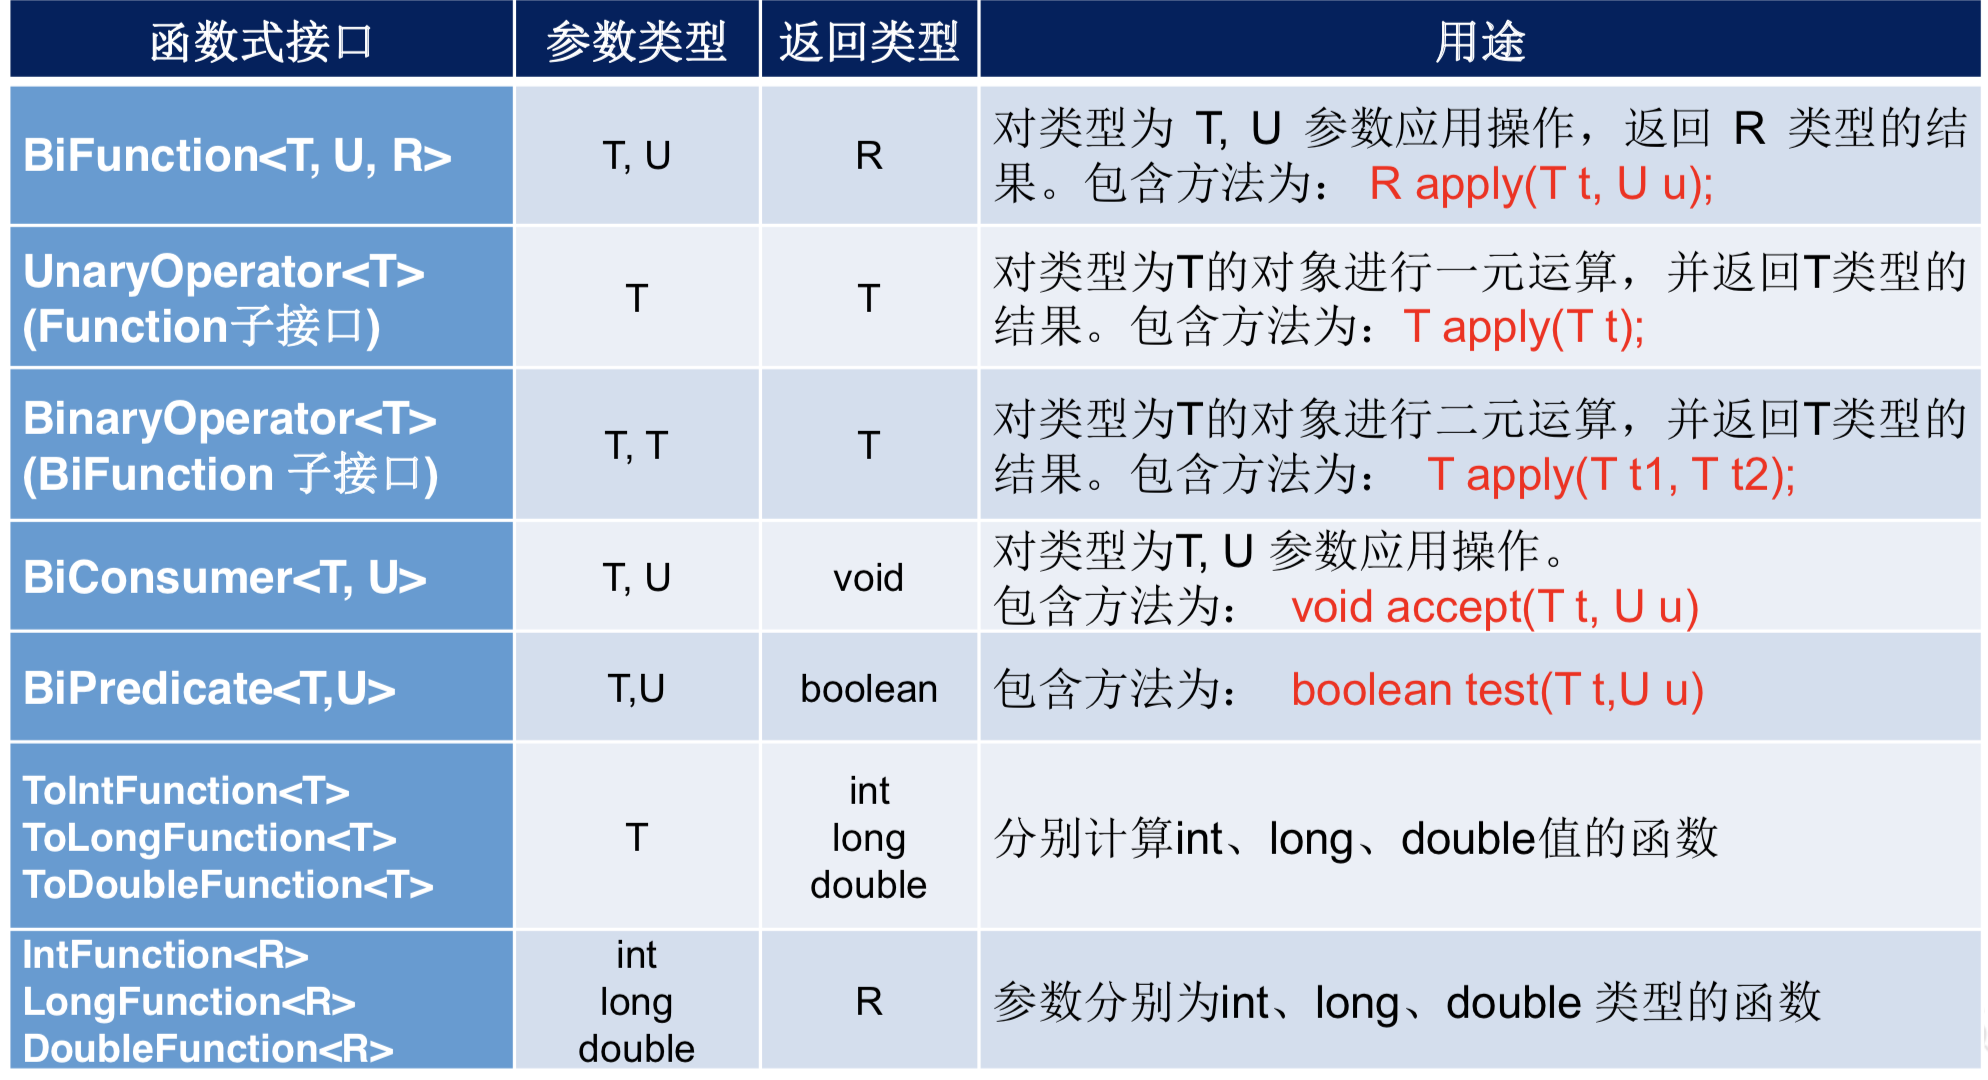 函数式接口 参数类型 返回类型 用途
BiFunction<T, U, R> T, U R 对类型为 T, U 参数应用操作，返回 R 类型的结
果。包含方法为： R apply(T t, U u);
UnaryOperator<T>
(Function子接口) T T 对类型为T的对象进行一元运算，并返回T类型的
结果。包含方法为：T apply(T t);
BinaryOperator<T>
(BiFunction 子接口) T, T T 对类型为T的对象进行二元运算，并返回T类型的
结果。包含方法为： T apply(T t1, T t2);
BiConsumer<T, U> T, U void 对类型为T, U 参数应用操作。
包含方法为： void accept(T t, U u)
BiPredicate<T,U> T,U boolean 包含方法为： boolean test(T t,U u)
ToIntFunction<T>
ToLongFunction<T>
ToDoubleFunction<T>
T
int
long
double
分别计算int、long、double值的函数
IntFunction<R>
LongFunction<R>
DoubleFunction<R>
int
long
double
R
参数分别为int、long、double 类型的函数